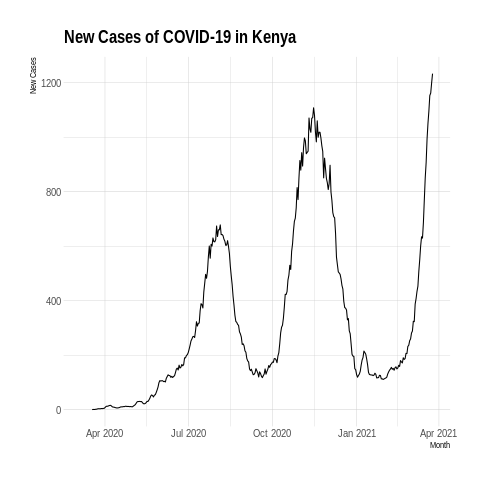 New Cases of COVID-19 in Kenya
New Cases
1200
800
400
0
Apr 2020 Jul 2020 Oct 2020 Jan 2021 Apr 2021
Month